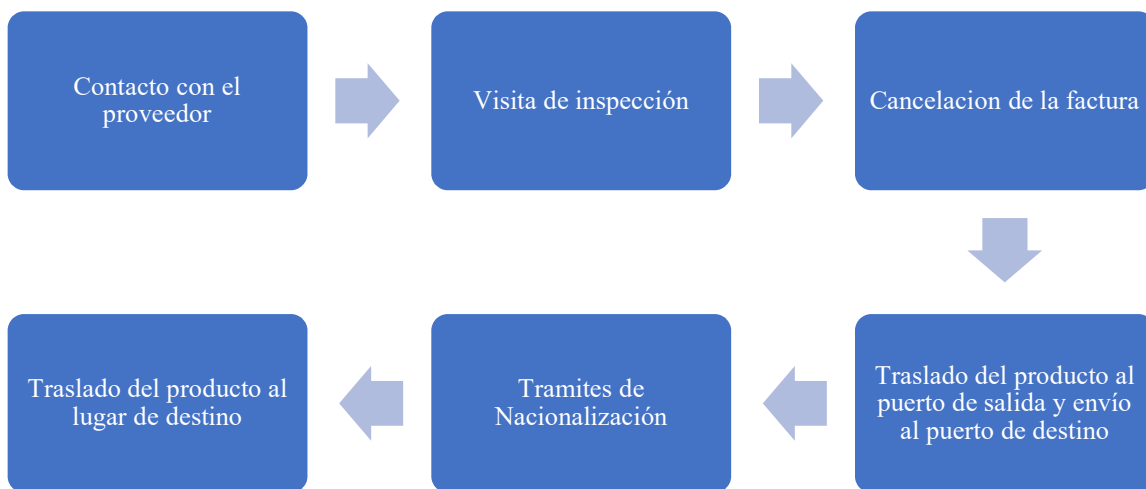 Contacto con el
proveedor
Visita de inspección
Cancelacion de la factura
Traslado del producto al
puerto de salida y envío
al puerto de destino
Tramites de
Nacionalización
Traslado del producto al
lugar de destino